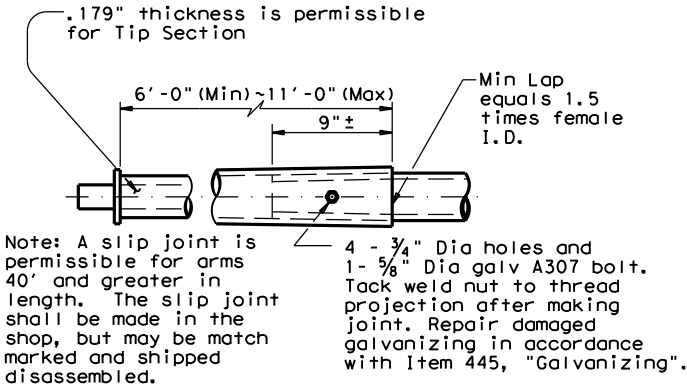 .179" thickness is permissible
for Tip Section
6'-0"(Min)~11'-0"(Max)
9"±
Min Lap
equals 1.5
times female
I.D.
Note: A slip joint is
permissible for arms
40' and greater in
length. The slip joint
shall be made in the
shop, but may be match
marked and shipped
disassembled.
4 - 3/4" Dia holes and
1- 5/8" Dia galv A307 bolt.
Tack weld nut to thread
projection after making
joint. Repair damaged
galvanizing in accordance
with Item 445, "Galvanizing".